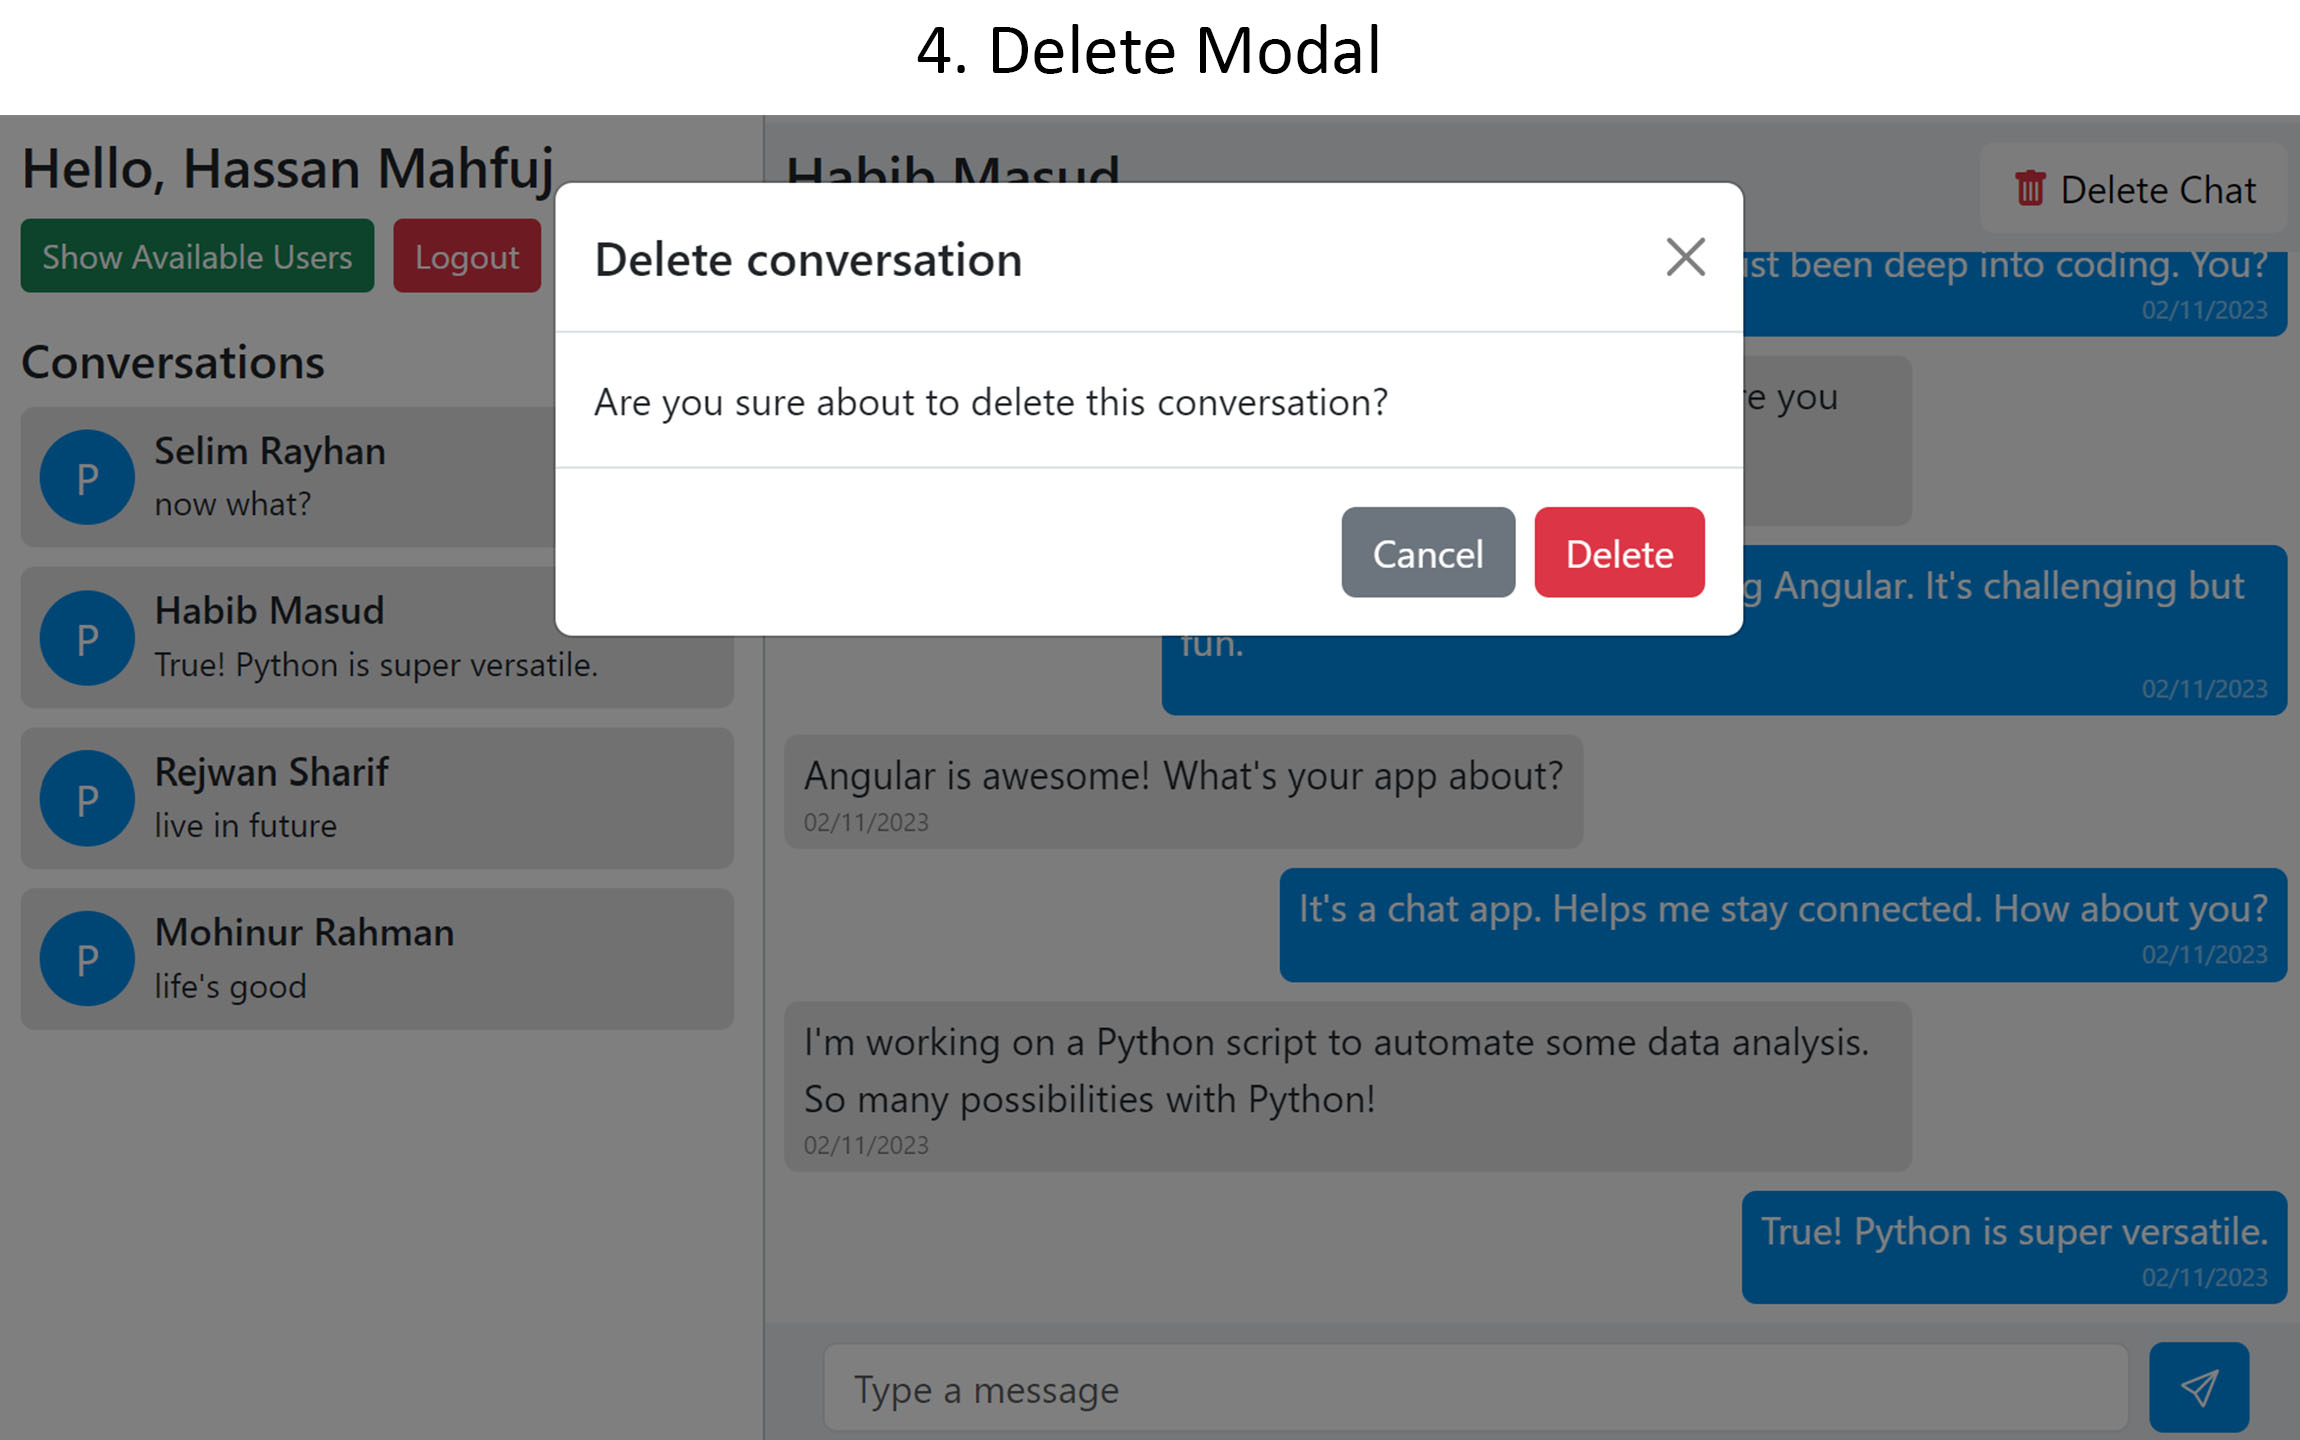 4. Delete Modal
Hello, Hassan Mahfuj
Show Available Users
Logout
Conversations
P
Selim Rayhan
now what?
P
Habib Masud
True! Python is super versatile.
P
Rejwan Sharif
live in future
P
Mohinur Rahman
life's good
Habib Masud
Delete Chat
Delete conversation
Are you sure about to delete this conversation?
Cancel
Delete
been deep into coding. You?
02/11/2023
you
Angular. It's challenging but
fun.
02/11/2023
Angular is awesome! What's your app about?
02/11/2023
It's a chat app. Helps me stay connected. How about you?
02/11/2023
I'm working on a Python script to automate some data analysis.
So many possibilities with Python!
02/11/2023
True! Python is super versatile.
02/11/2023
Type a message